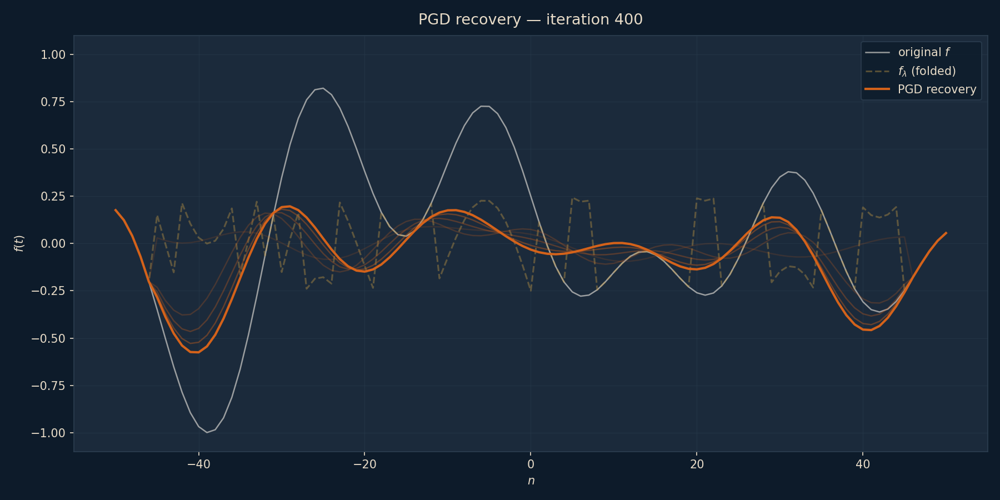 PGD recovery — iteration 400
original f
f_λ (folded)
PGD recovery
1.00
0.75
0.50
0.25
0.00
−0.25
−0.50
−0.75
−1.00
f(t)
−40
−20
0
20
40
n